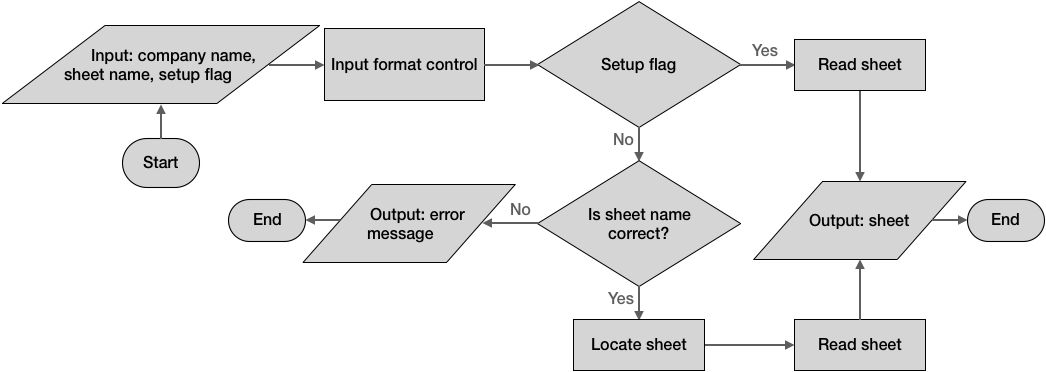 Input: company name,
sheet name, setup flag
Input format control
Setup flag
Yes
Read sheet
Start
No
End
Output: error
message
No
Is sheet name
correct?
Output: sheet
End
Yes
Locate sheet
Read sheet